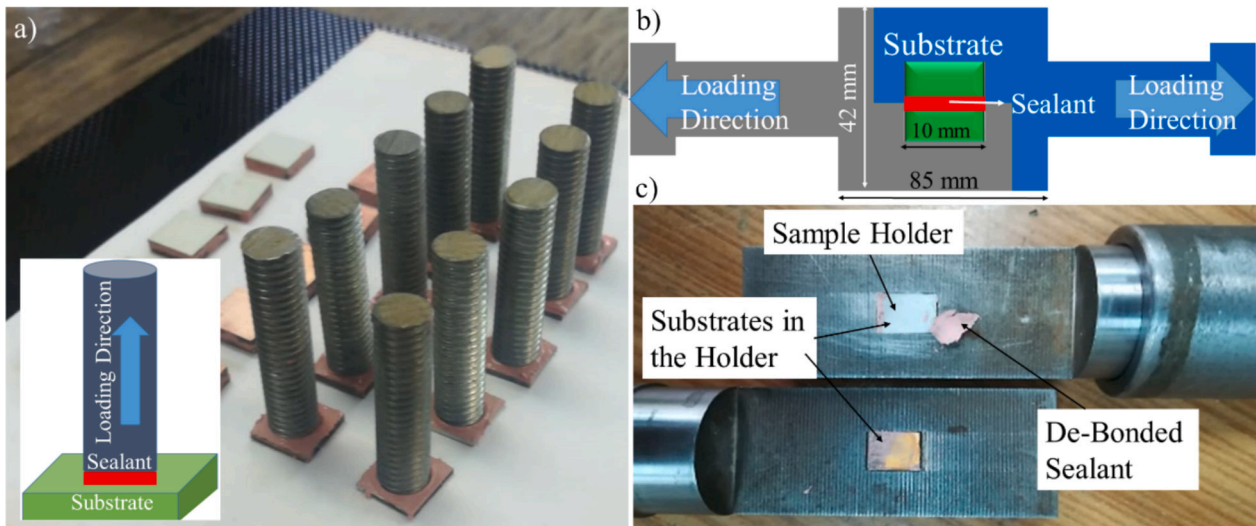 a)
Loading Direction
Sealant
Substrate
b)
Substrate
Loading
Direction
42 mm
Sealant
10 mm
Loading
Direction
85 mm
c)
Sample Holder
Substrates in
the Holder
De-Bonded
Sealant